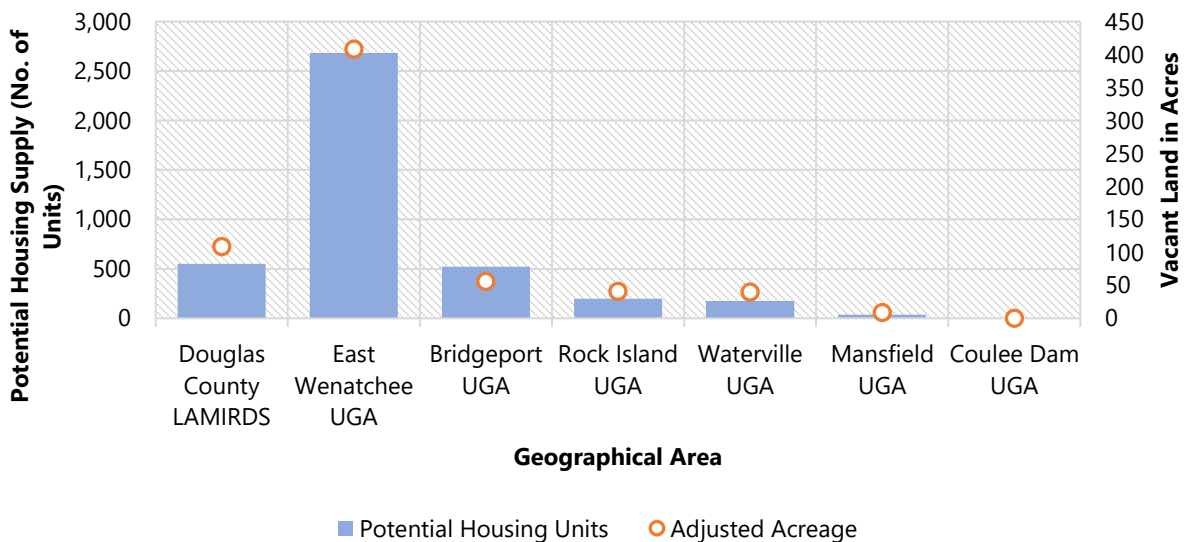 Potential Housing Supply (No. of
Units)
3,000
2,500
2,000
1,500
1,000
500
0
450
400
350
300
250
200
150
100
50
0
Vacant Land in Acres
Douglas
County
LAMIRDS
East
Wenatchee
UGA
Bridgeport
UGA
Rock Island
UGA
Waterville
UGA
Mansfield
UGA
Coulee Dam
UGA
Geographical Area
Potential Housing Units
Adjusted Acreage